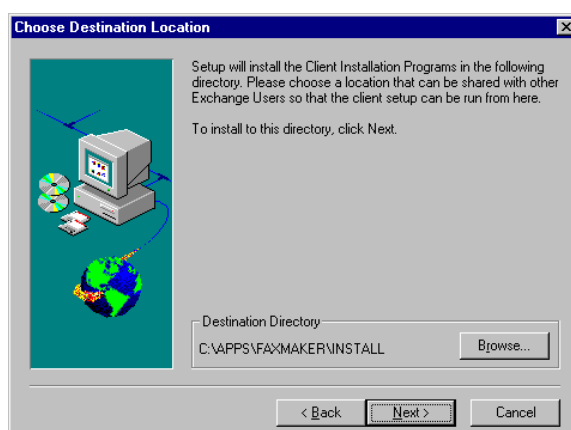 Choose Destination Location
Setup will install the Client Installation Programs in the following
directory. Please choose a location that can be shared with other
Exchange Users so that the client setup can be run from here.
To install to this directory, click Next.
Destination Directory
C:\APPS\FAXMAKER\INSTALL
Browse...
< Back
Next >
Cancel